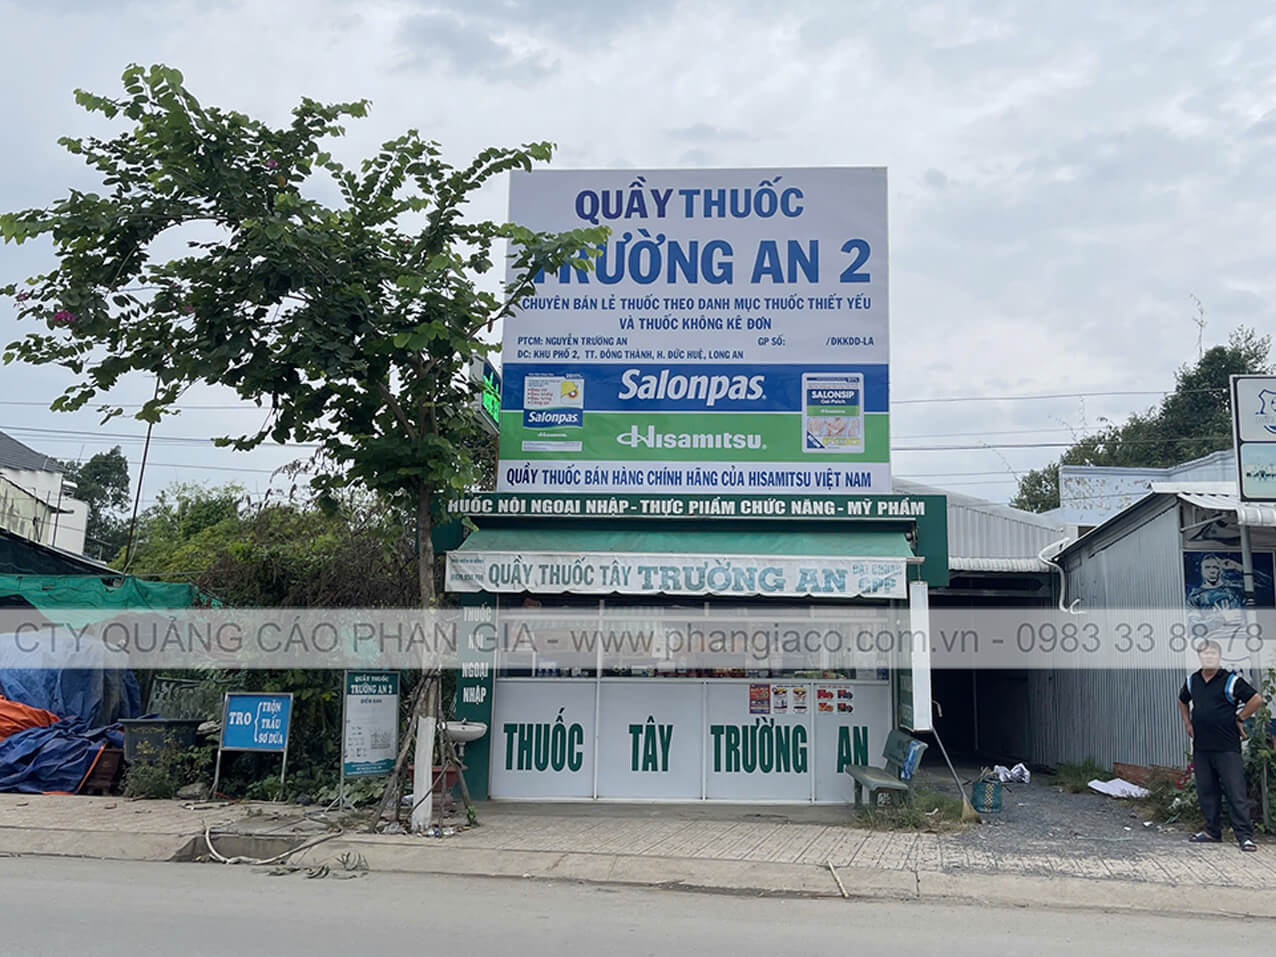 QUẦY THUỐC
TRƯỜNG AN 2
CHUYÊN BÁN LẺ THUỐC THEO DANH MỤC THUỐC THIẾT YẾU
VÀ THUỐC KHÔNG KÊ ĐƠN
PTCM: NGUYỄN TRƯỜNG AN GP SỐ: /ĐKKDD-LA
ĐC: KHU PHỐ 2, TT. ĐÔNG THÀNH, H. ĐỨC HUỆ, LONG AN
Salonpas®
Salonpas
SALONSIP
Gel-Patch
Hisamitsu®
QUẦY THUỐC BÁN HÀNG CHÍNH HÃNG CỦA HISAMITSU VIỆT NAM
HUỐC NỘI NGOẠI NHẬP - THỰC PHẨM CHỨC NĂNG - MỸ PHẨM
QUẦY THUỐC TÂY TRƯỜNG AN ĐẠT CHUẨN
GPP
CTY QUẢNG CÁO PHAN GIA - www.phangiaco.com.vn - 0983 33 88 78
THUỐC
NỘI
NGOẠI
NHẬP
QUẦY THUỐC
TRƯỜNG AN 2
TRO TRỘN
TRẤU
SƠ DỪA
THUỐC TÂY TRƯỜNG AN